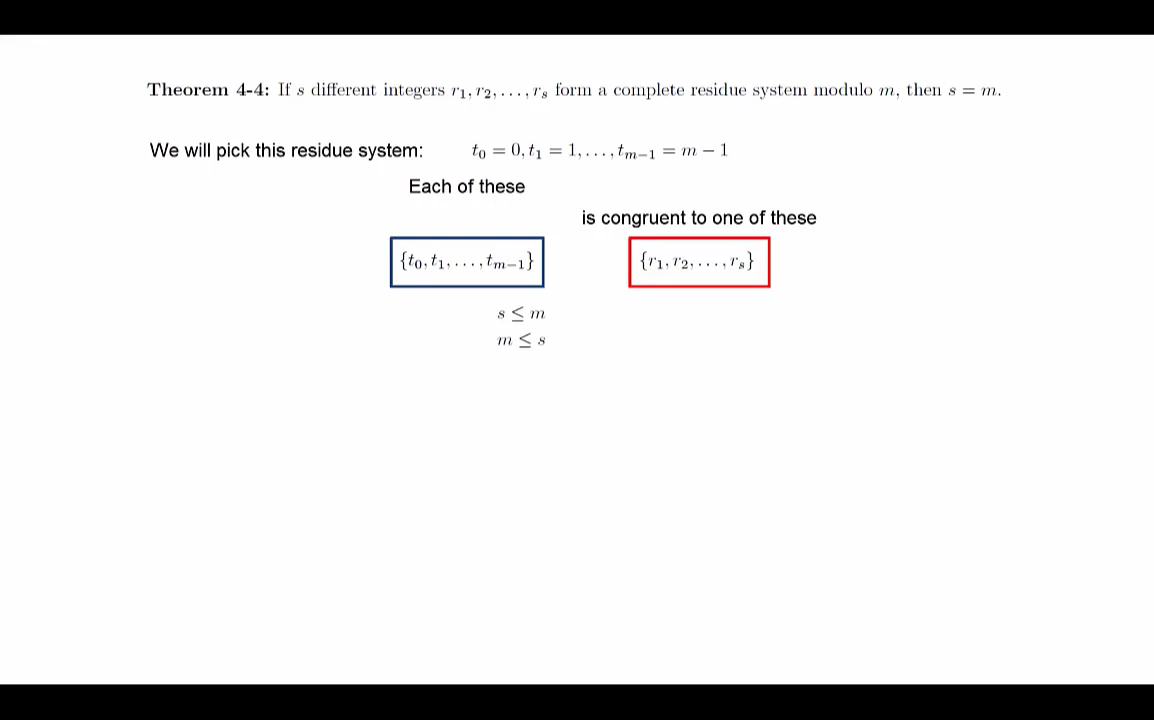 Theorem 4-4: If s different integers r₁, r₂, . . . , rₛ form a complete residue system modulo m, then s = m.
We will pick this residue system: t₀ = 0, t₁ = 1, . . . , tₘ₋₁ = m − 1
Each of these
is congruent to one of these
{t₀, t₁, . . . , tₘ₋₁} {r₁, r₂, . . . , rₛ}
s ≤ m
m ≤ s